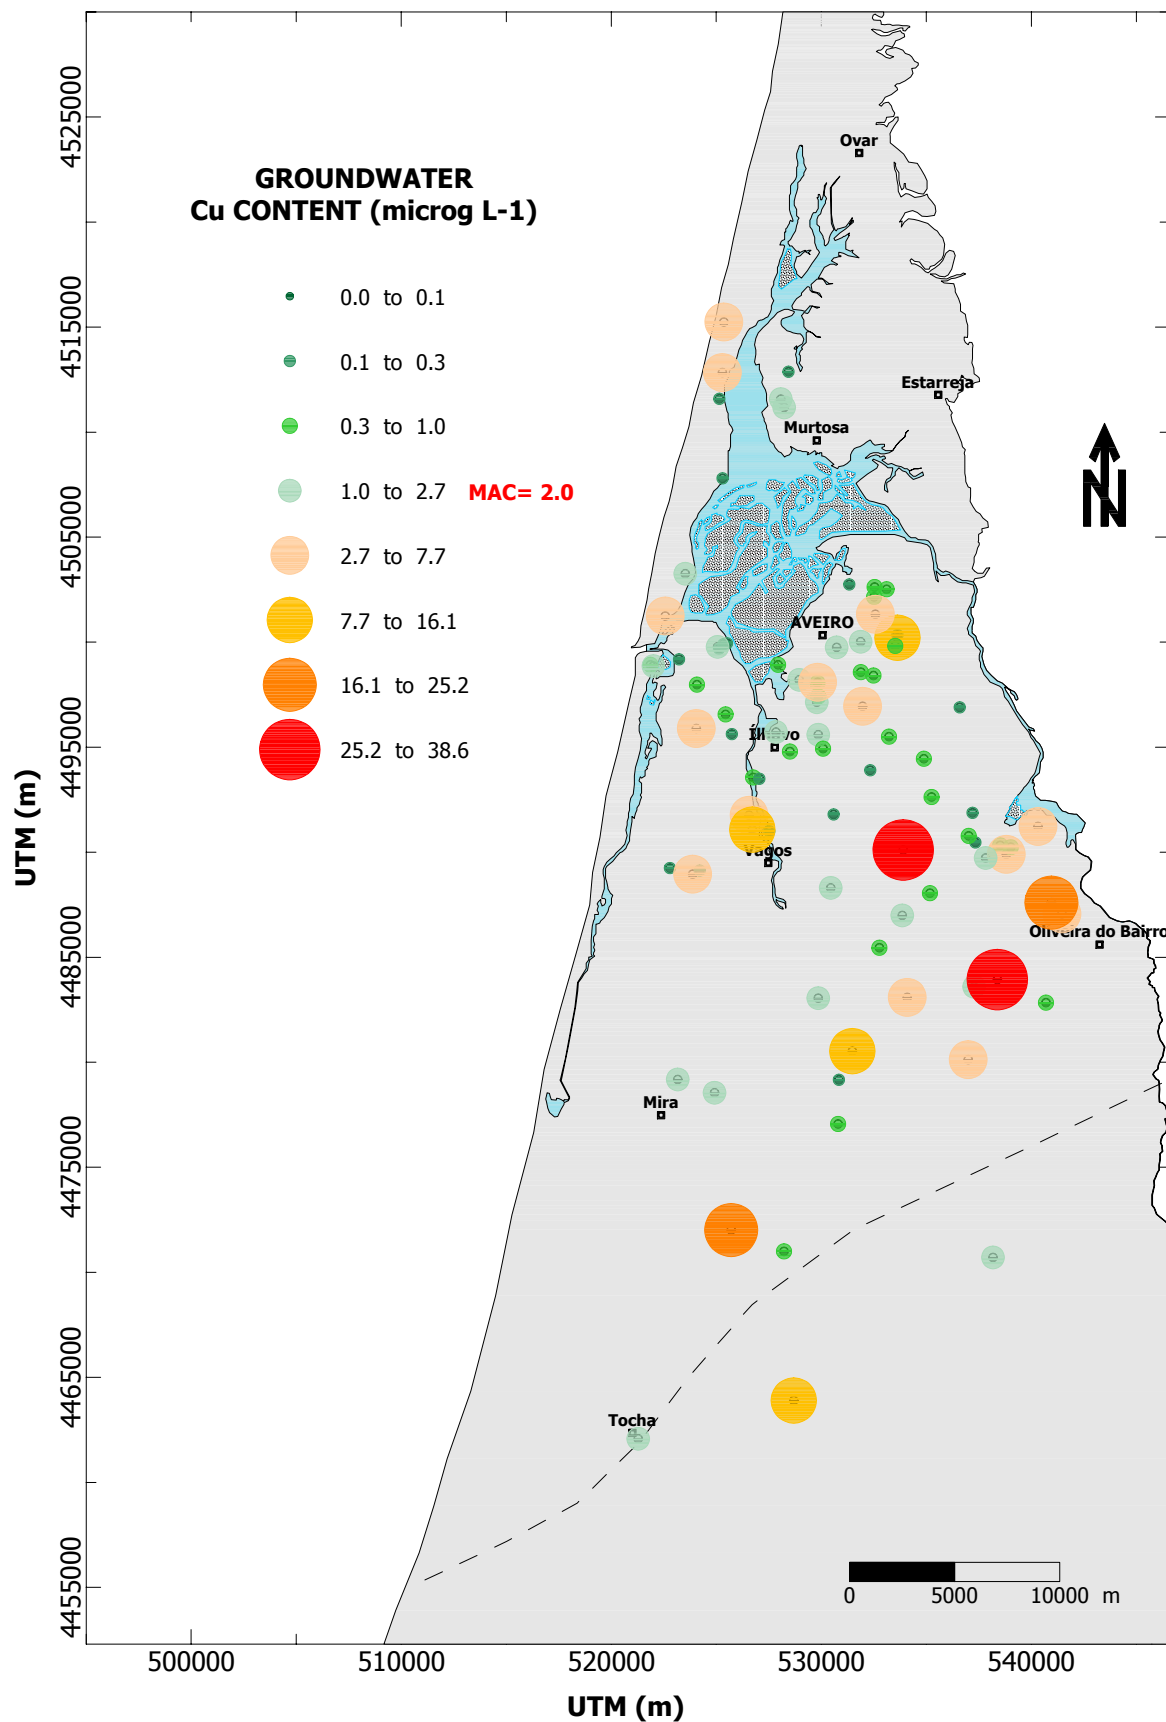 GROUNDWATER
Cu CONTENT (microg L-1)
0.0 to 0.1
0.1 to 0.3
0.3 to 1.0
1.0 to 2.7 MAC= 2.0
2.7 to 7.7
7.7 to 16.1
16.1 to 25.2
25.2 to 38.6
Ovar
Estarreja
Murtosa
N
AVEIRO
Ílhavo
Vagos
Oliveira do Bairro
Mira
Tocha
0 5000 10000 m
4525000
4515000
4505000
4495000
4485000
4475000
4465000
4455000
UTM (m)
500000 510000 520000 530000 540000
UTM (m)